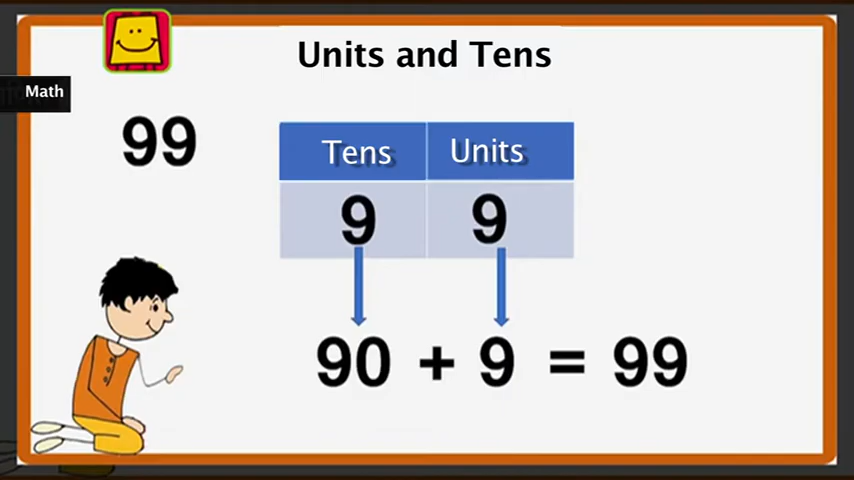 Units and Tens
Math
99
Tens Units
9 9
90 + 9 = 99